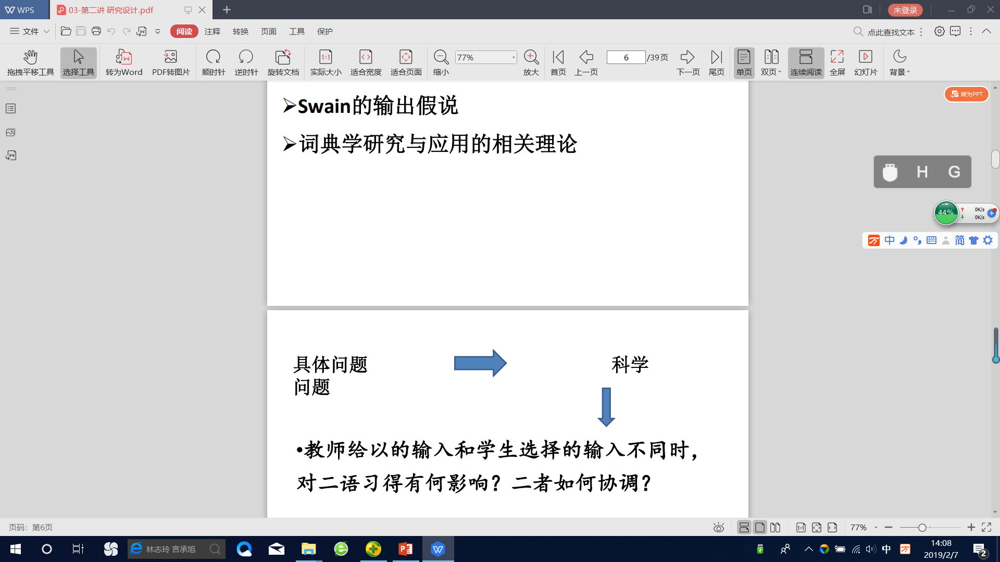 WPS
03-第二讲 研究设计.pdf
未登录
文件
阅读 注释 转换 页面 工具 保护
点此查找文本
拖拽平移工具 选择工具 转为Word PDF转图片 顺时针 逆时针 旋转文档 实际大小 适合宽度 适合页面 缩小 77% 放大 首页 上一页 6 /39页 下一页 尾页 单页 双页 连续阅读 全屏 幻灯片 背景
转为PPT
➢Swain的输出假说
➢词典学研究与应用的相关理论
H G
44% 0K/s
0K/s
中 简
具体问题 科学
问题
•教师给以的输入和学生选择的输入不同时，
对二语习得有何影响？二者如何协调？
页码：第6页
77%
林志玲 言承旭
中
14:08
2019/2/7
2